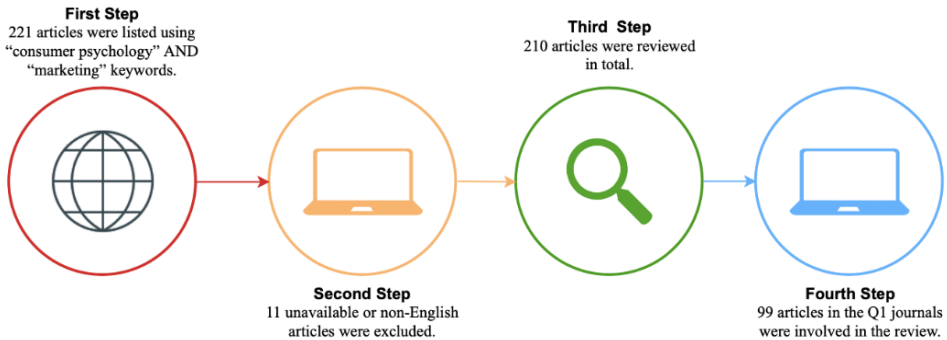 First Step
221 articles were listed using
“consumer psychology” AND
“marketing” keywords.
Second Step
11 unavailable or non-English
articles were excluded.
Third Step
210 articles were reviewed
in total.
Fourth Step
99 articles in the Q1 journals
were involved in the review.